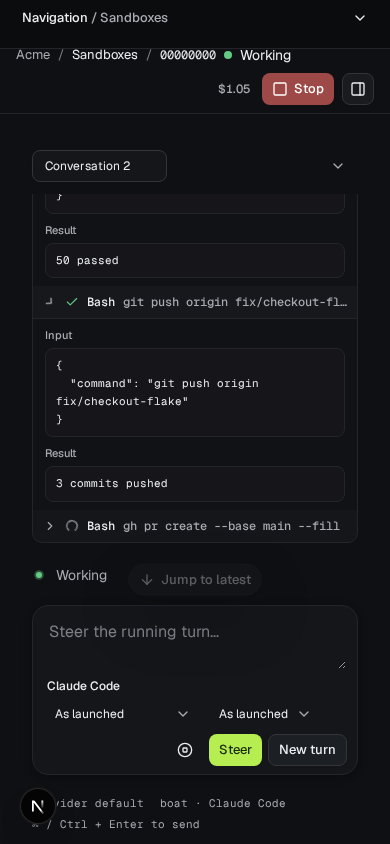 Navigation / Sandboxes
Acme / Sandboxes / 00000000 Working
$1.05 Stop
Conversation 2
}
Result
50 passed
Bash git push origin fix/checkout-fl…
Input
{
"command": "git push origin
fix/checkout-flake"
}
Result
3 commits pushed
Bash gh pr create --base main --fill
Working Jump to latest
Steer the running turn…
Claude Code
As launched As launched
Steer New turn
N
default boat · Claude Code
/ Ctrl + Enter to send